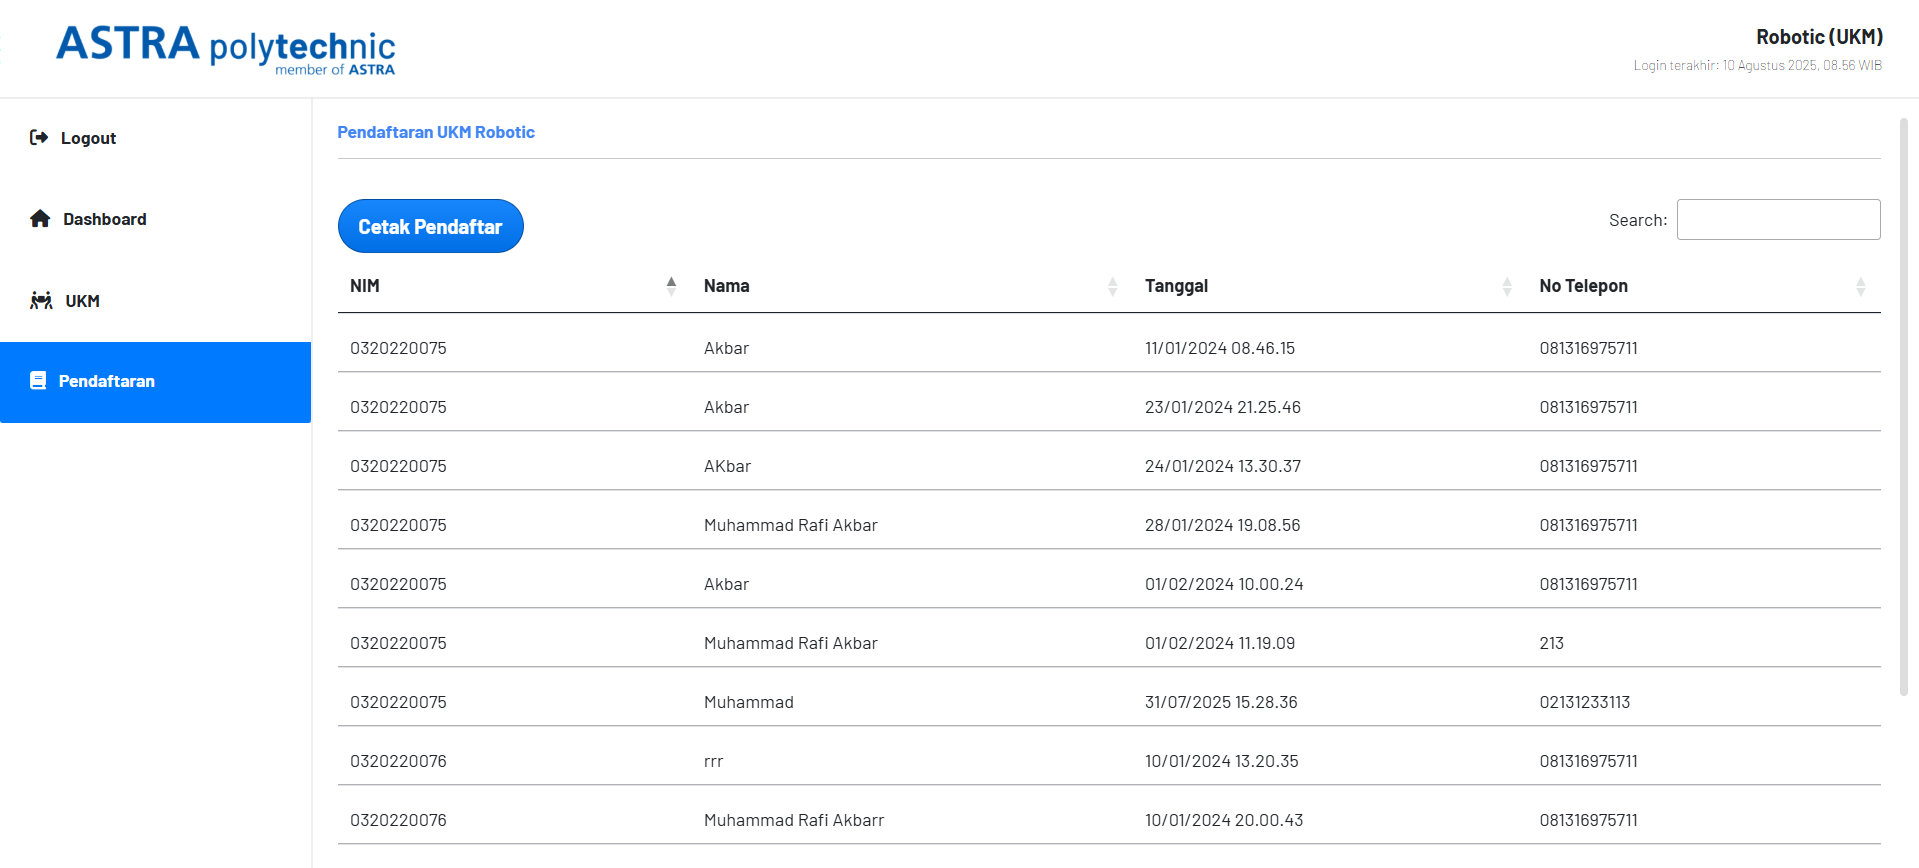 ASTRA polytechnic
member of ASTRA
Robotic (UKM)
Login terakhir: 10 Agustus 2025, 08.56 WIB
Logout
Dashboard
UKM
Pendaftaran
Pendaftaran UKM Robotic
Cetak Pendaftar
Search:
NIM Nama Tanggal No Telepon
0320220075 Akbar 11/01/2024 08.46.15 081316975711
0320220075 Akbar 23/01/2024 21.25.46 081316975711
0320220075 AKbar 24/01/2024 13.30.37 081316975711
0320220075 Muhammad Rafi Akbar 28/01/2024 19.08.56 081316975711
0320220075 Akbar 01/02/2024 10.00.24 081316975711
0320220075 Muhammad Rafi Akbar 01/02/2024 11.19.09 213
0320220075 Muhammad 31/07/2025 15.28.36 02131233113
0320220076 rrr 10/01/2024 13.20.35 081316975711
0320220076 Muhammad Rafi Akbarr 10/01/2024 20.00.43 081316975711